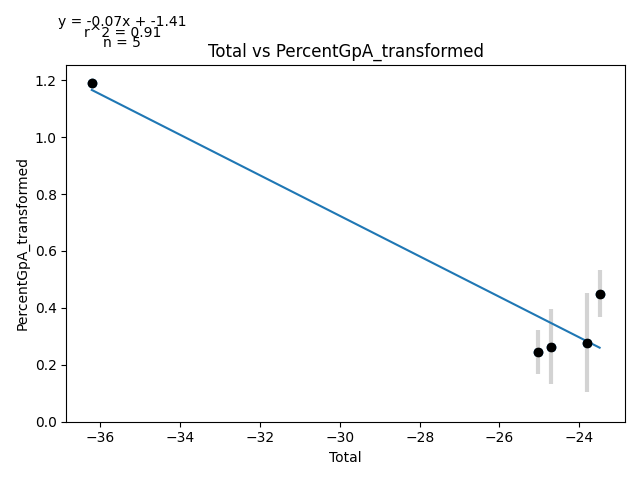 y = -0.07x + -1.41
r^2 = 0.91
n = 5
Total vs PercentGpA_transformed
PercentGpA_transformed
1.2
1.0
0.8
0.6
0.4
0.2
0.0
−36
−34
−32
−30
−28
−26
−24
Total